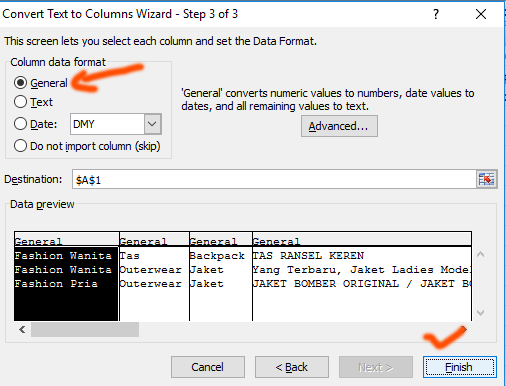 Convert Text to Columns Wizard - Step 3 of 3
This screen lets you select each column and set the Data Format.
Column data format
General
Text
Date: DMY
Do not import column (skip)
'General' converts numeric values to numbers, date values to
dates, and all remaining values to text.
Advanced...
Destination: $A$1
Data preview
General General General General
Fashion Wanita Tas Backpack TAS RANSEL KEREN
Fashion Wanita Outerwear Jaket Yang Terbaru, Jaket Ladies Mode
Fashion Pria Outerwear Jaket JAKET BOMBER ORIGINAL / JAKET BO
Cancel < Back Next > Finish